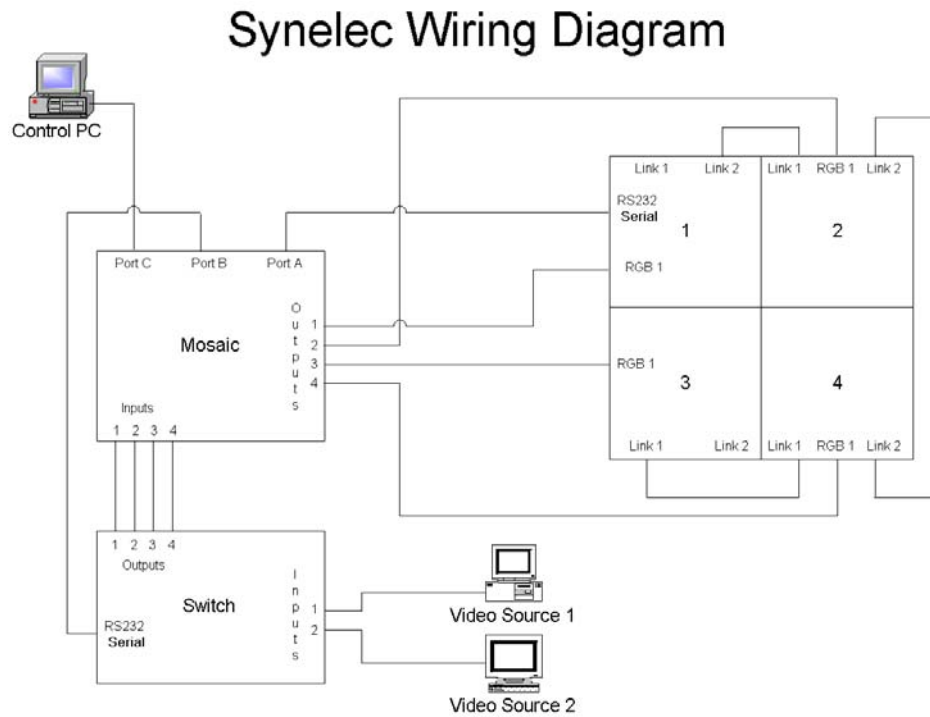 Synelec Wiring Diagram
Control PC
Link 1 Link 2 Link 1 RGB 1 Link 2
RS232
Serial
1
2
RGB 1
Port C Port B Port A
Mosaic
Outputs
1
2
3
4
Inputs
1 2 3 4
RGB 1
3
4
Link 1 Link 2 Link 1 RGB 1 Link 2
1 2 3 4
Outputs
Switch
RS232
Serial
Inputs
1
2
Video Source 1
Video Source 2